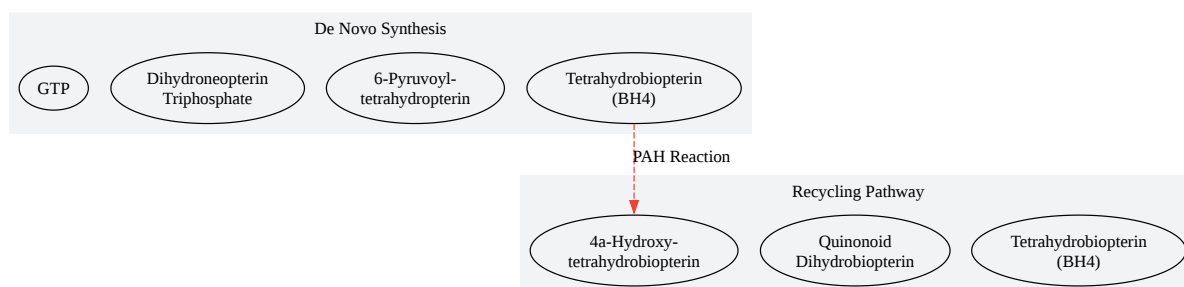 De Novo Synthesis
GTP
Dihydroneopterin
Triphosphate
6-Pyruvoyl-
tetrahydropterin
Tetrahydrobiopterin
(BH4)
PAH Reaction
Recycling Pathway
4a-Hydroxy-
tetrahydrobiopterin
Quinonoid
Dihydrobiopterin
Tetrahydrobiopterin
(BH4)